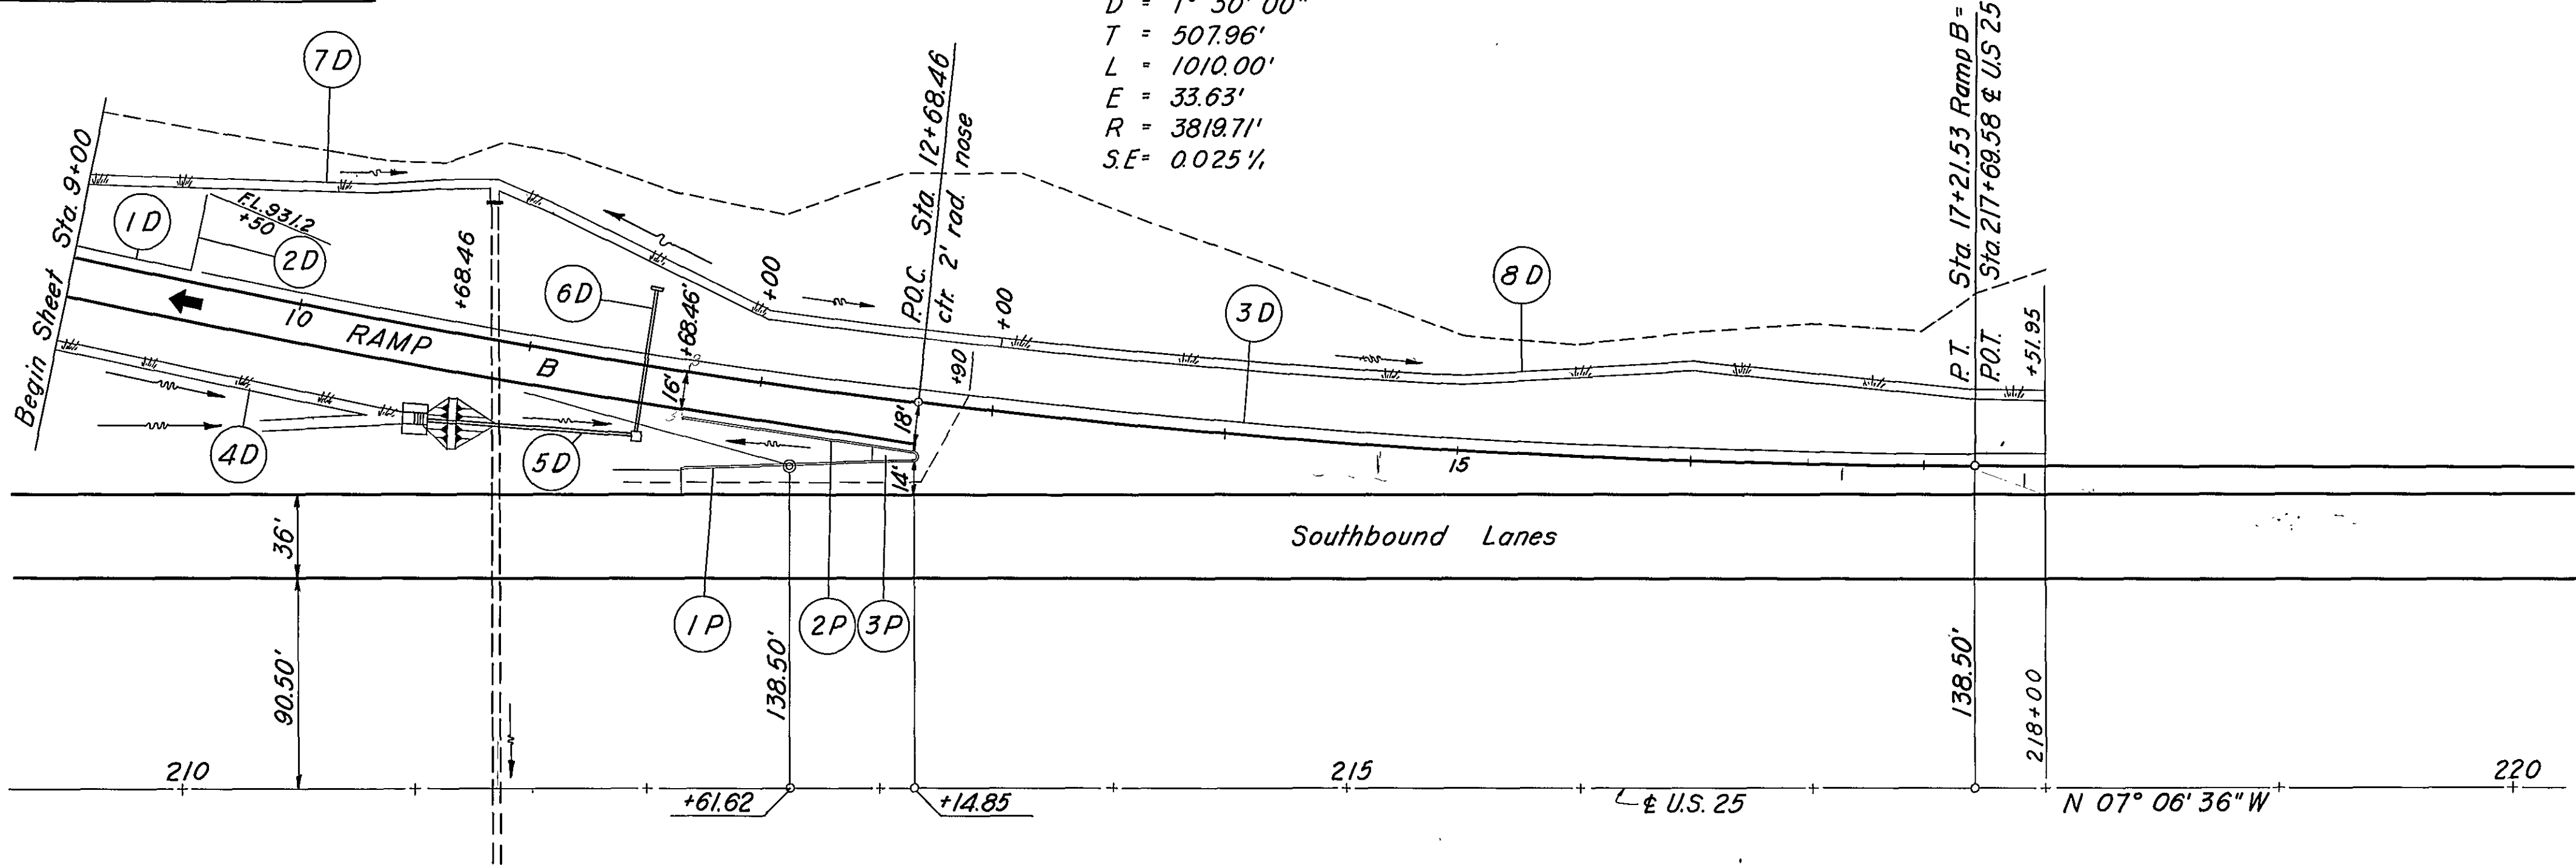 D = 1° 30' 00"
T = 507.96'
L = 1010.00'
E = 33.63'
R = 3819.71'
S.E = 0.025 1/1
7D
Begin Sheet Sta. 9+00
1D
F.L. 931.2
+50
2D
+68.46
6D
+68.46'
16'
+00
P.O.C. Sta. 12+68.46
ctr. 2' rad. nose
+90
+00
3D
8D
P.T. Sta. 17+21.53 Ramp B =
P.O.T. Sta. 217+69.58 ℄ U.S 25
+51.95
10
RAMP B
18'
14'
15
4D
5D
36'
Southbound Lanes
1P
2P
3P
90.50'
138.50'
138.50'
218+00
210
215
220
+61.62
+14.85
℄ U.S. 25
N 07° 06' 36" W